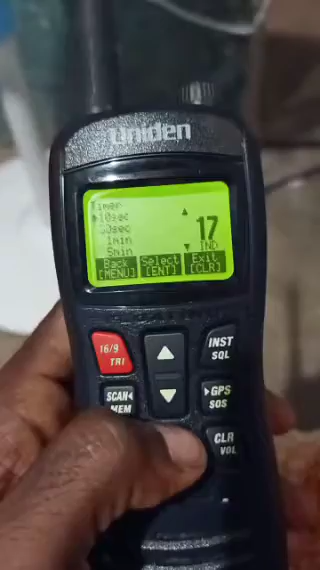 Uniden
Timer
▶10sec
30sec
1min
5min
▲
17
▼ IND
Back Select Exit
[MENU] [ENT] [CLR]
16/9 INST
TRI SQL
SCAN◂ ▸GPS
MEM SOS
CLR
VOL